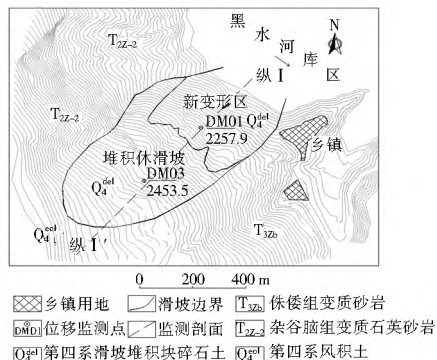 黑
水
河
库
区
N
T2Z-2
纵I
新变形区
DM01 Q4del
2257.9
乡镇
T2Z-2
堆积体滑坡
DM03
2453.5
Q4del
T3Zb
Q4eol
纵I″
0 200 400 m
乡镇用地 滑坡边界 T3Zb 侏倭组变质砂岩
DMD1 位移监测点 监测剖面 T2Z-2 杂谷脑组变质石英砂岩
Q4del 第四系滑坡堆积块碎石土 Q4eol 第四系风积土